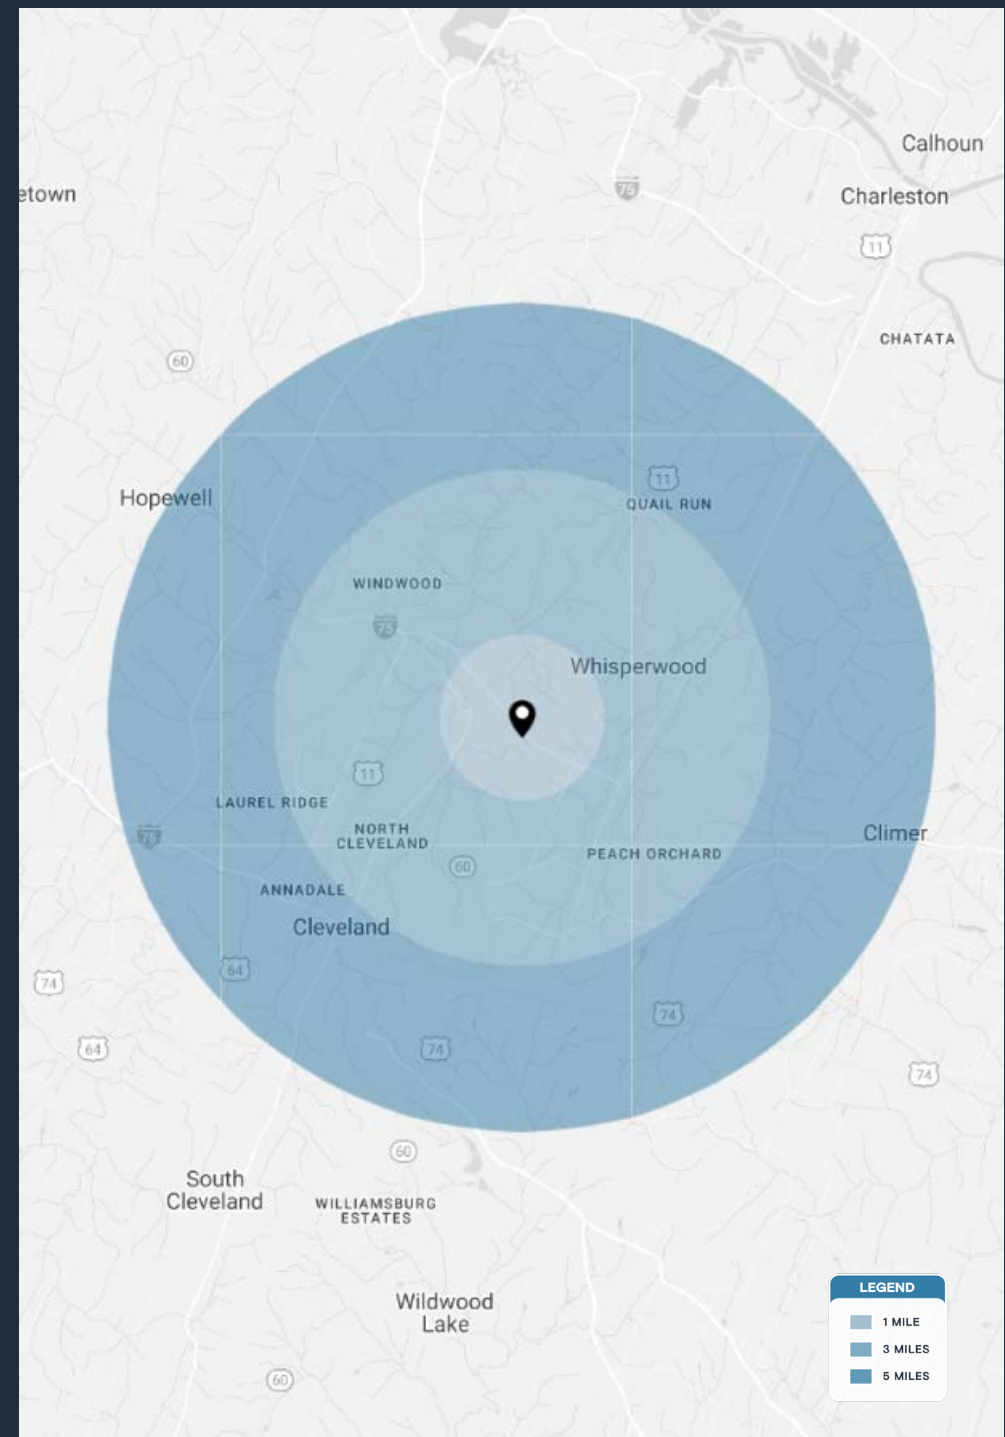 Calhoun
etown
75
Charleston
11
CHATATA
60
11
Hopewell
QUAIL RUN
WINDWOOD
75
Whisperwood
11
LAUREL RIDGE
NORTH
CLEVELAND
75
Climer
PEACH ORCHARD
60
ANNADALE
Cleveland
64
74
74
64
74
74
60
South
Cleveland
WILLIAMSBURG
ESTATES
LEGEND
Wildwood
Lake
1 MILE
3 MILES
5 MILES
60